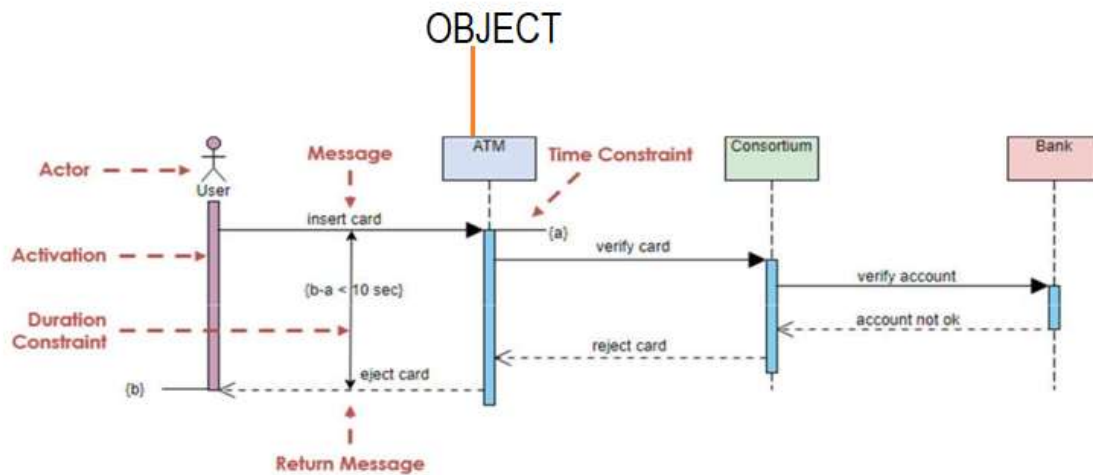 OBJECT
ATM
Consortium
Bank
Message
Time Constraint
Actor
User
insert card
{a}
verify card
Activation
verify account
{b-a < 10 sec}
Duration
Constraint
account not ok
reject card
eject card
{b}
Return Message